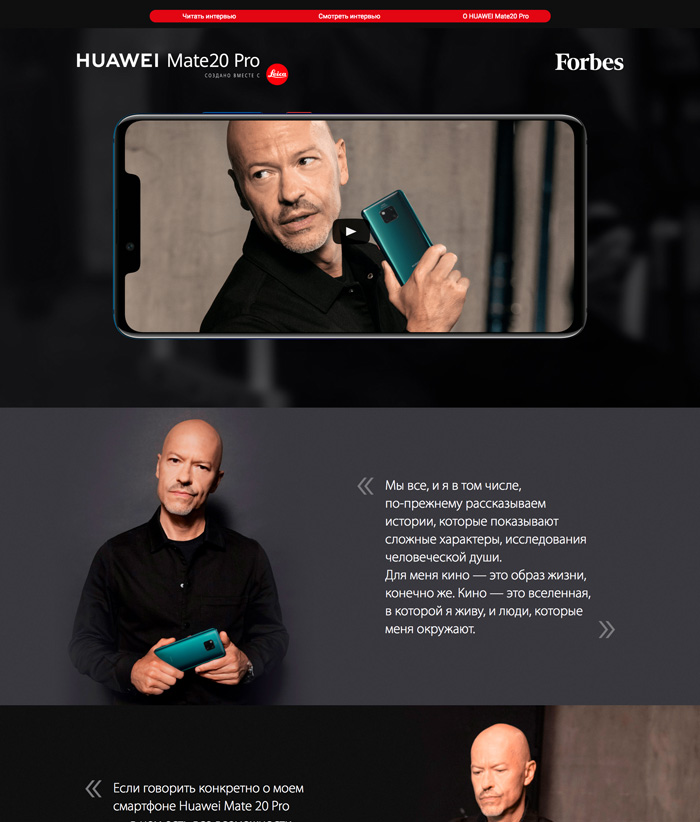 Читать интервью
Смотреть интервью
О HUAWEI Mate20 Pro
HUAWEI Mate20 Pro
СОЗДАНО ВМЕСТЕ С
Leica
Forbes
« Мы все, и я в том числе,
по-прежнему рассказываем
истории, которые показывают
сложные характеры, исследования
человеческой души.
Для меня кино — это образ жизни,
конечно же. Кино — это вселенная,
в которой я живу, и люди, которые
меня окружают. »
« Если говорить конкретно о моем
смартфоне Huawei Mate 20 Pro